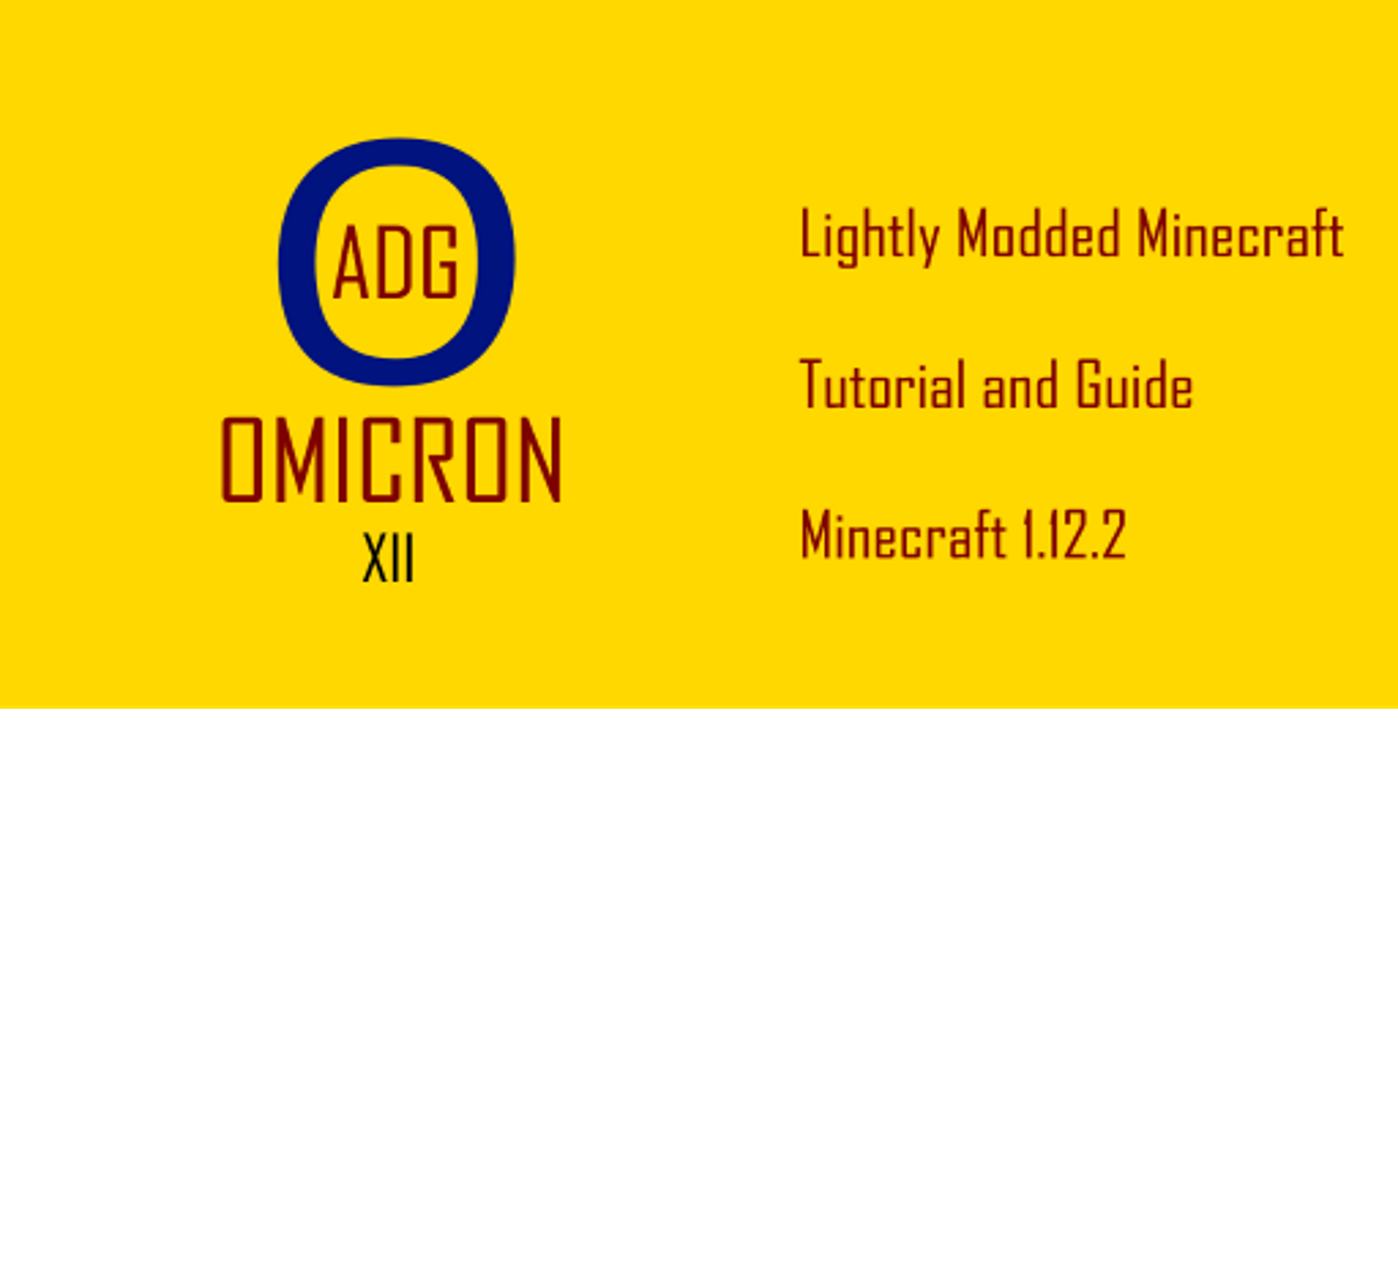 O
ADG
OMICRON
XII
Lightly Modded Minecraft
Tutorial and Guide
Minecraft 1.12.2